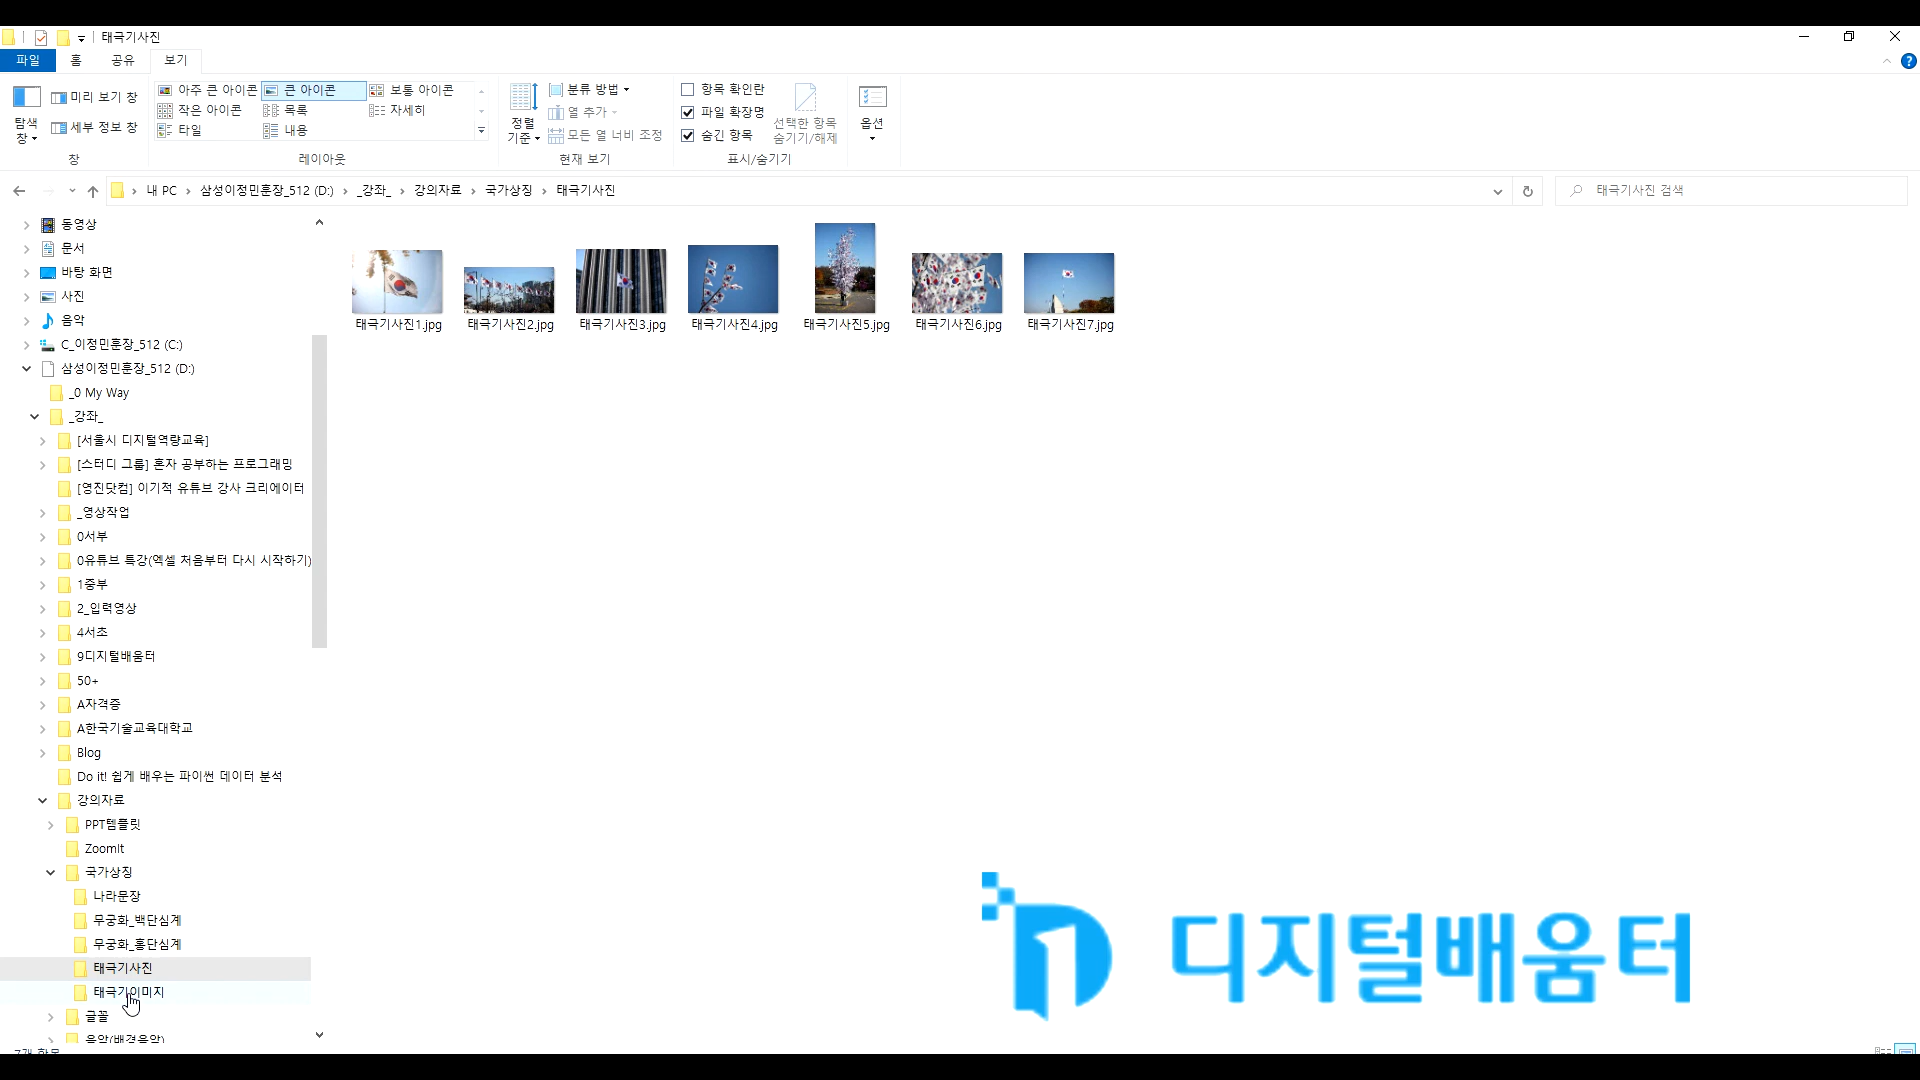 태극기사진
파일 홈 공유 보기
탐색 창
미리 보기 창
세부 정보 창
창
아주 큰 아이콘 큰 아이콘 보통 아이콘
작은 아이콘 목록 자세히
타일 내용
레이아웃
정렬 기준
분류 방법
열 추가
모든 열 너비 조정
현재 보기
항목 확인란
파일 확장명
숨긴 항목
선택한 항목 숨기기/해제
표시/숨기기
옵션
내 PC › 삼성이정민훈장_512 (D:) › _강좌_ › 강의자료 › 국가상징 › 태극기사진
태극기사진 검색
동영상
문서
바탕 화면
사진
음악
C_이정민훈장_512 (C:)
삼성이정민훈장_512 (D:)
_0 My Way
_강좌_
[서울시 디지털역량교육]
[스터디 그룹] 혼자 공부하는 프로그래밍
[영진닷컴] 이기적 유튜브 강사 크리에이터
_영상작업
0서부
0유튜브 특강(엑셀 처음부터 다시 시작하기)
1중부
2_입력영상
4서초
9디지털배움터
50+
A자격증
A한국기술교육대학교
Blog
Do it! 쉽게 배우는 파이썬 데이터 분석
강의자료
PPT템플릿
ZoomIt
국가상징
나라문장
무궁화_백단심계
무궁화_홍단심계
태극기사진
태극기이미지
글꼴
음악(배경음악)
7개 항목
태극기사진1.jpg 태극기사진2.jpg 태극기사진3.jpg 태극기사진4.jpg 태극기사진5.jpg 태극기사진6.jpg 태극기사진7.jpg
디지털배움터